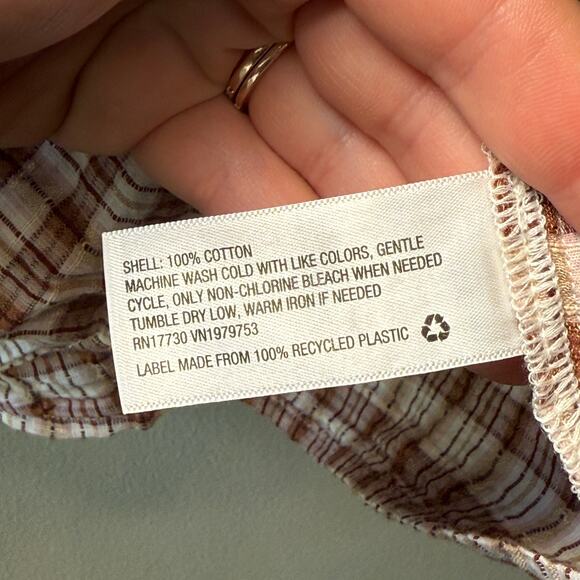 SHELL: 100% COTTON
MACHINE WASH COLD WITH LIKE COLORS, GENTLE
CYCLE, ONLY NON-CHLORINE BLEACH WHEN NEEDED
TUMBLE DRY LOW, WARM IRON IF NEEDED
RN17730 VN1979753
LABEL MADE FROM 100% RECYCLED PLASTIC